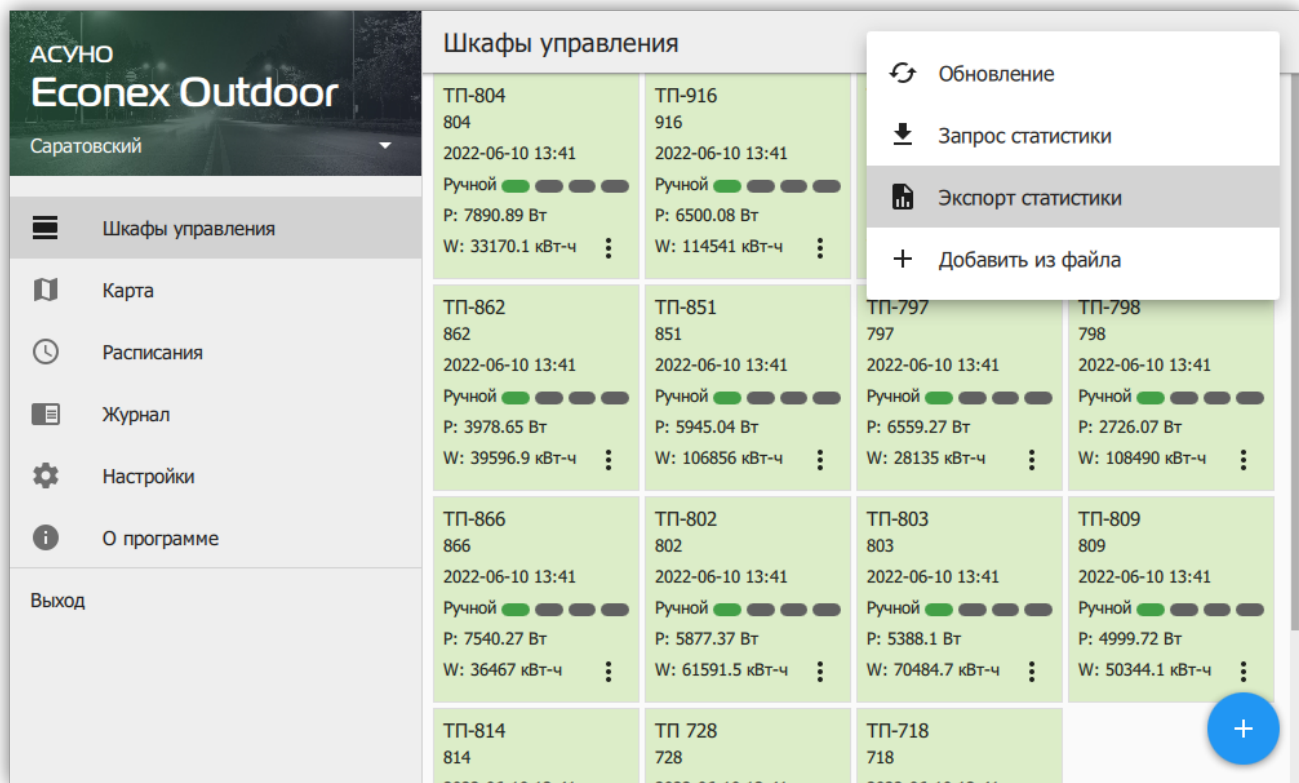 АСУНО
Econex Outdoor
Саратовский
Шкафы управления
Карта
Расписания
Журнал
Настройки
О программе
Выход
Шкафы управления
Обновление
Запрос статистики
Экспорт статистики
Добавить из файла
ТП-804
804
2022-06-10 13:41
Ручной
P: 7890.89 Вт
W: 33170.1 кВт-ч
ТП-916
916
2022-06-10 13:41
Ручной
P: 6500.08 Вт
W: 114541 кВт-ч
ТП-862
862
2022-06-10 13:41
Ручной
P: 3978.65 Вт
W: 39596.9 кВт-ч
ТП-851
851
2022-06-10 13:41
Ручной
P: 5945.04 Вт
W: 106856 кВт-ч
ТП-797
797
2022-06-10 13:41
Ручной
P: 6559.27 Вт
W: 28135 кВт-ч
ТП-798
798
2022-06-10 13:41
Ручной
P: 2726.07 Вт
W: 108490 кВт-ч
ТП-866
866
2022-06-10 13:41
Ручной
P: 7540.27 Вт
W: 36467 кВт-ч
ТП-802
802
2022-06-10 13:41
Ручной
P: 5877.37 Вт
W: 61591.5 кВт-ч
ТП-803
803
2022-06-10 13:41
Ручной
P: 5388.1 Вт
W: 70484.7 кВт-ч
ТП-809
809
2022-06-10 13:41
Ручной
P: 4999.72 Вт
W: 50344.1 кВт-ч
ТП-814
814
ТП 728
728
ТП-718
718